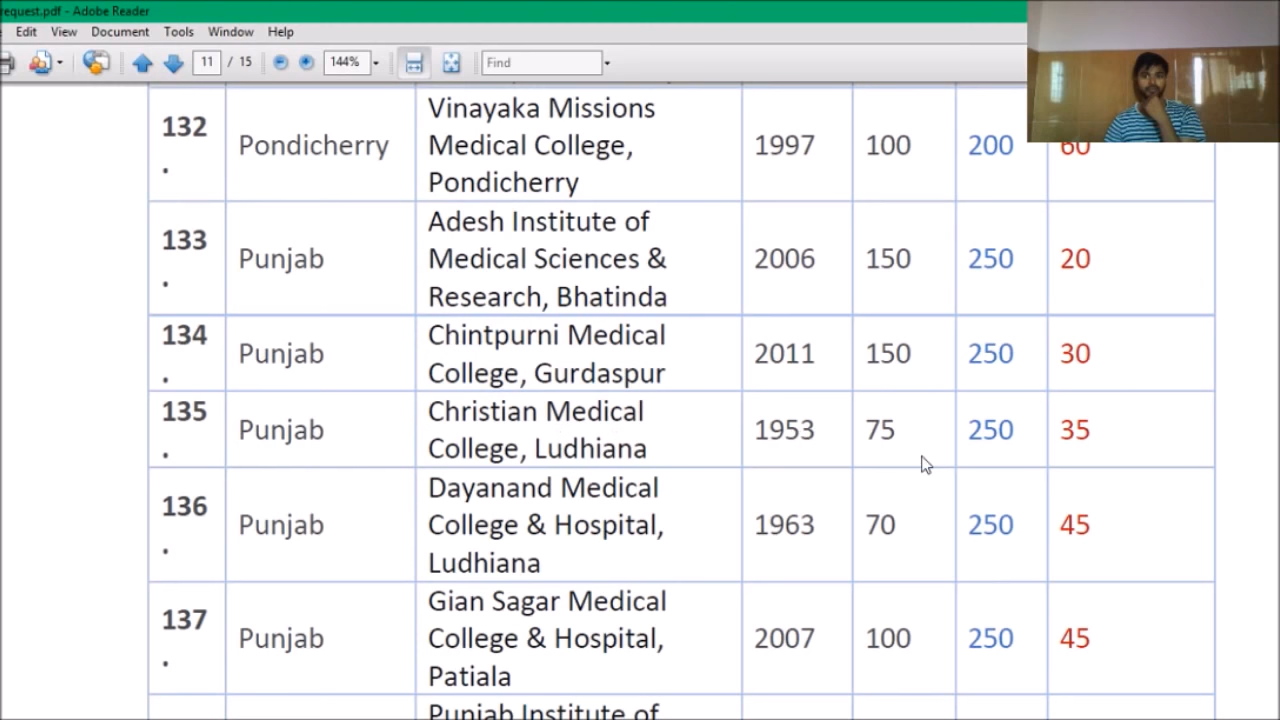 request.pdf - Adobe Reader
Edit View Document Tools Window Help
11 / 15 144% Find
132
.
Pondicherry
Vinayaka Missions
Medical College,
Pondicherry
1997 100 200 60
133
.
Punjab
Adesh Institute of
Medical Sciences &
Research, Bhatinda
2006 150 250 20
134
.
Punjab
Chintpurni Medical
College, Gurdaspur
2011 150 250 30
135
.
Punjab
Christian Medical
College, Ludhiana
1953 75 250 35
136
.
Punjab
Dayanand Medical
College & Hospital,
Ludhiana
1963 70 250 45
137
.
Punjab
Gian Sagar Medical
College & Hospital,
Patiala
2007 100 250 45
Punjab Institute of